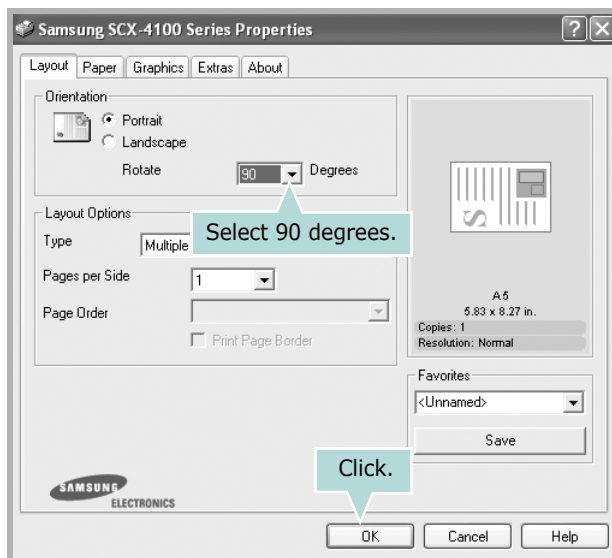 Samsung SCX-4100 Series Properties
Layout Paper Graphics Extras About
Orientation
Portrait
Landscape
Rotate 90 Degrees
Select 90 degrees.
Layout Options
Type Multiple
Pages per Side 1
Page Order
Print Page Border
S
A5
5.83 x 8.27 in.
Copies: 1
Resolution: Normal
Favorites
<Unnamed>
Save
Click.
SAMSUNG
ELECTRONICS
OK Cancel Help